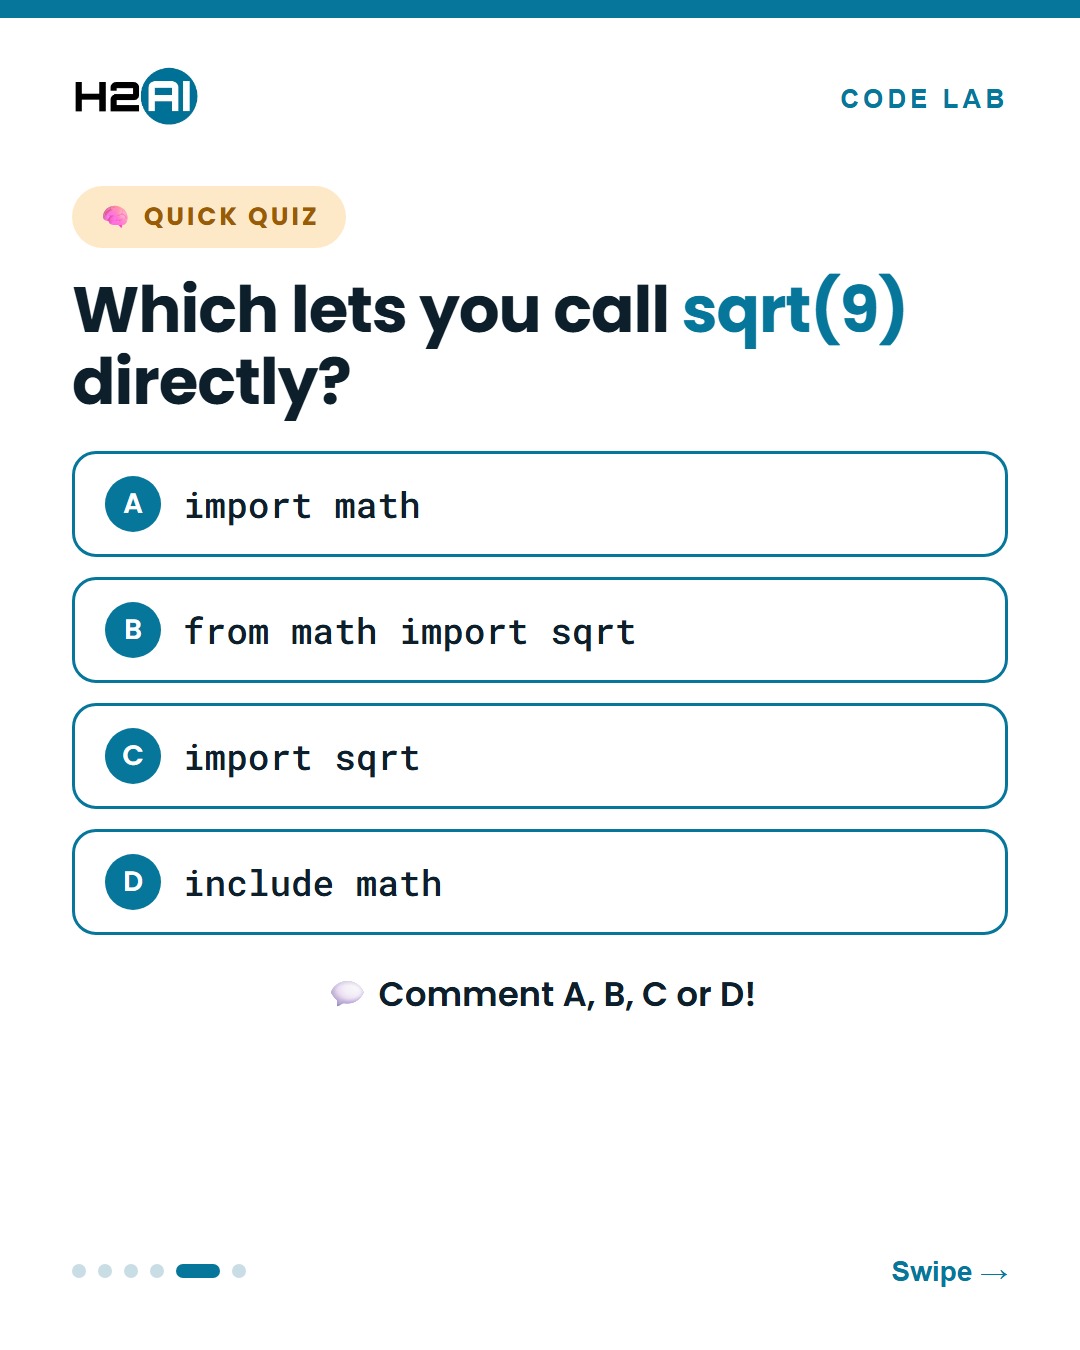 H2AI
CODE LAB
QUICK QUIZ
Which lets you call sqrt(9)
directly?
A import math
B from math import sqrt
C import sqrt
D include math
Comment A, B, C or D!
Swipe →